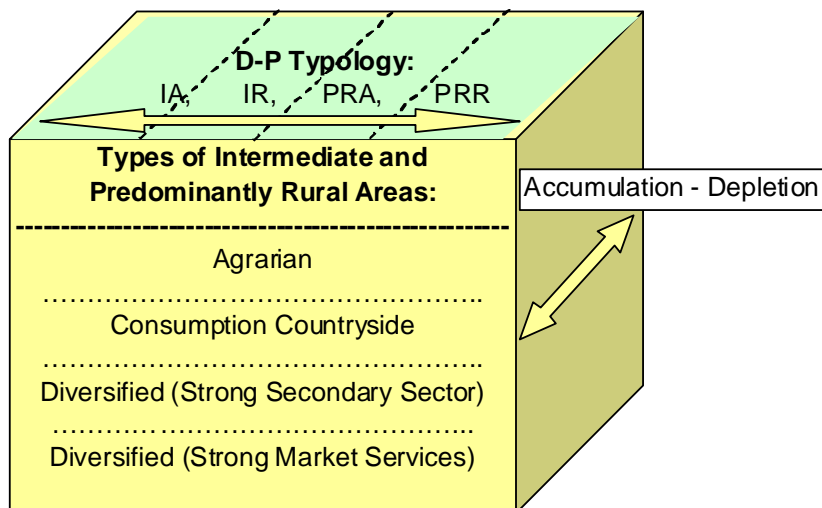 D-P Typology:
IA, IR, PRA, PRR
Types of Intermediate and
Predominantly Rural Areas:
Accumulation - Depletion
Agrarian
Consumption Countryside
Diversified (Strong Secondary Sector)
Diversified (Strong Market Services)